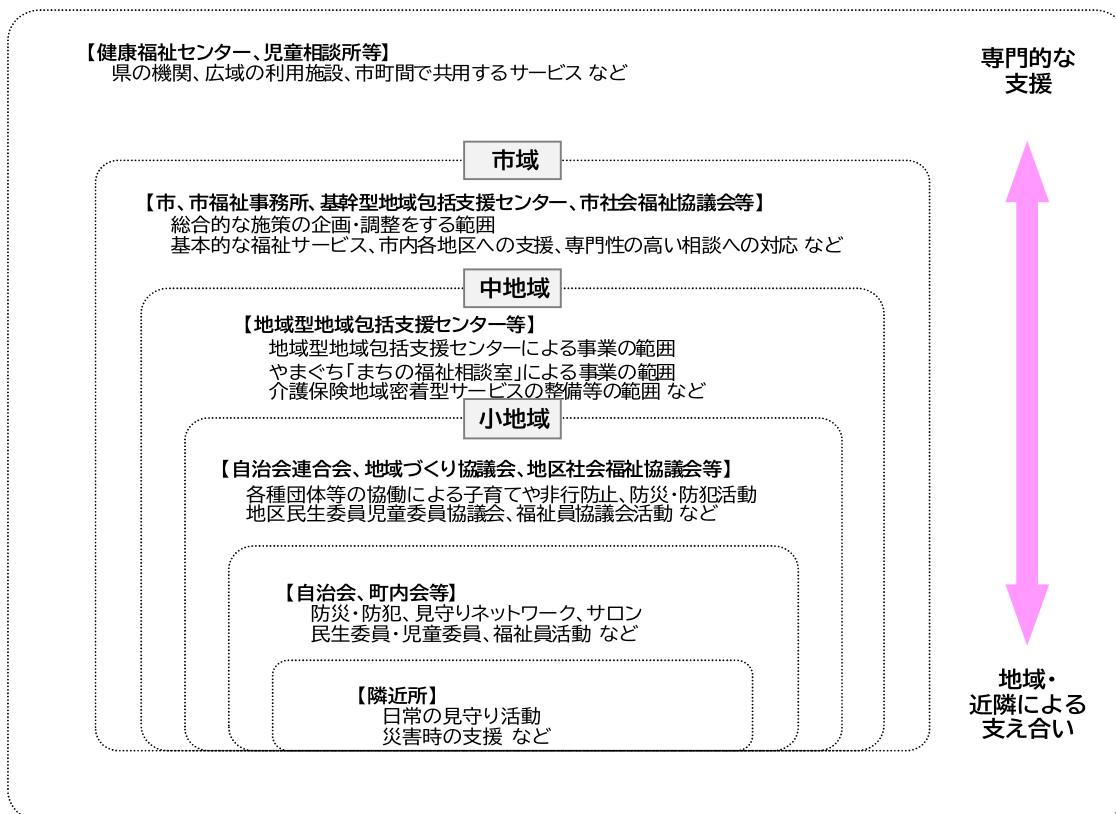 【健康福祉センター、児童相談所等】
県の機関、広域の利用施設、市町間で共用するサービス など
専門的な
支援
市域
【市、市福祉事務所、基幹型地域包括支援センター、市社会福祉協議会等】
総合的な施策の企画・調整をする範囲
基本的な福祉サービス、市内各地区への支援、専門性の高い相談への対応 など
中地域
【地域型地域包括支援センター等】
地域型地域包括支援センターによる事業の範囲
やまぐち「まちの福祉相談室」による事業の範囲
介護保険地域密着型サービスの整備等の範囲 など
小地域
【自治会連合会、地域づくり協議会、地区社会福祉協議会等】
各種団体等の協働による子育てや非行防止、防災・防犯活動
地区民生委員児童委員協議会、福祉員協議会活動 など
【自治会、町内会等】
防災・防犯、見守りネットワーク、サロン
民生委員・児童委員、福祉員活動 など
【隣近所】
日常の見守り活動
災害時の支援 など
地域・
近隣による
支え合い